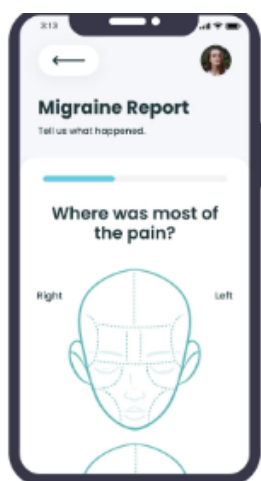 3:13
Migraine Report
Tell us what happened.
Where was most of
the pain?
Right
Left